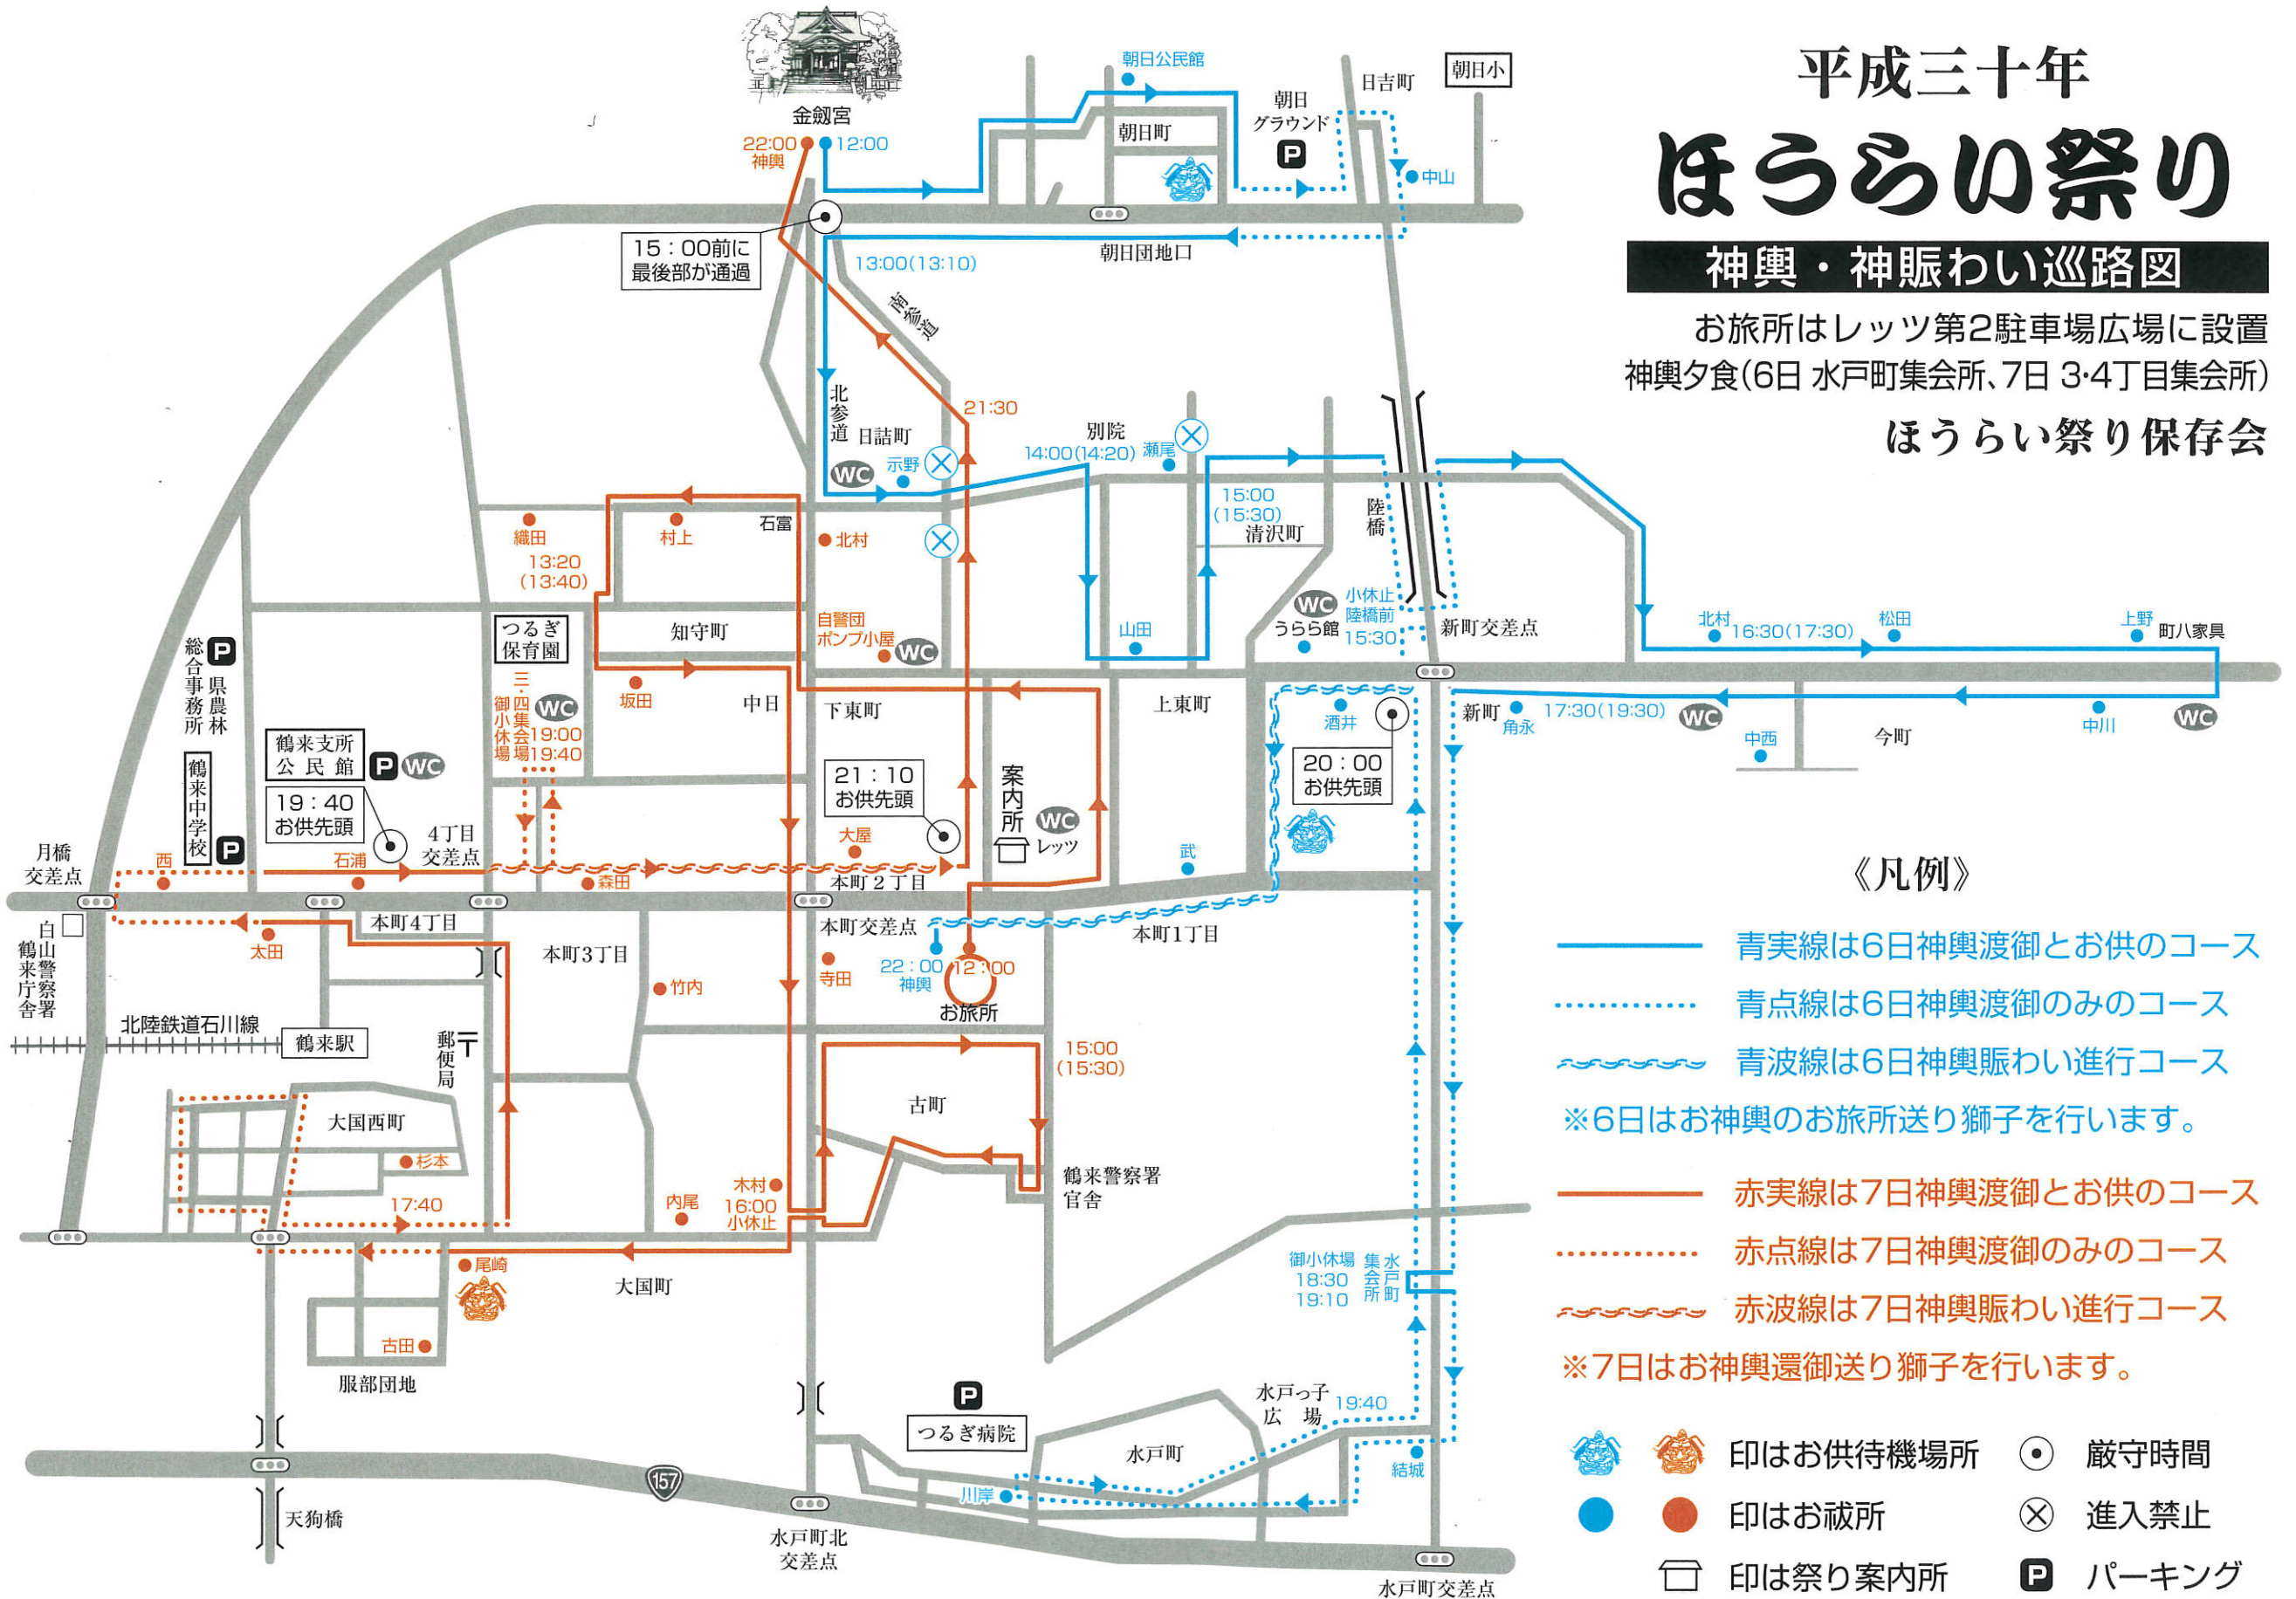 平成三十年
ほうらい祭り
神輿・神賑わい巡路図
お旅所はレッツ第2駐車場広場に設置
神輿夕食(6日 水戸町集会所、7日 3・4丁目集会所)
ほうらい祭り保存会
金劔宮
22:00
神輿
12:00
朝日公民館
朝日町
朝日
グラウンド
P
日吉町
朝日小
中山
15：00前に
最後部が通過
13:00(13:10)
朝日団地口
南参道
北参道
21:30
日詰町
示野
WC
別院
14:00(14:20)
瀬尾
15:00
(15:30)
清沢町
陸橋
織田
13:20
(13:40)
村上
石富
北村
知守町
自警団
ポンプ小屋
WC
山田
WC
うらら館
小休止
陸橋前
15:30
新町交差点
北村
16:30(17:30)
松田
上野
町八家具
総合事務所
県農林
P
つるぎ
保育園
三・四集会場
御小休場
19:00
19:40
WC
坂田
中日
下東町
上東町
酒井
新町
角永
17:30(19:30)
WC
中西
今町
中川
WC
鶴来中学校
P
鶴来支所
公民館
P
WC
19：40
お供先頭
4丁目
交差点
21：10
お供先頭
大屋
案内所
WC
レッツ
武
20：00
お供先頭
月橋
交差点
西
石浦
森田
本町2丁目
白山警察署
鶴来庁舎
太田
本町4丁目
本町3丁目
本町交差点
本町1丁目
竹内
寺田
22：00
神輿
12：00
お旅所
北陸鉄道石川線
鶴来駅
郵便局
〒
15:00
(15:30)
古町
大国西町
杉本
17:40
木村
16:00
小休止
内尾
鶴来警察署
官舎
尾崎
大国町
古田
服部団地
御小休場
18:30
19:10
水戸町
集会所
天狗橋
157
P
つるぎ病院
水戸っ子
広場
19:40
水戸町
川岸
結城
水戸町北
交差点
水戸町交差点
《凡例》
青実線は6日神輿渡御とお供のコース
青点線は6日神輿渡御のみのコース
青波線は6日神輿賑わい進行コース
※6日はお神輿のお旅所送り獅子を行います。
赤実線は7日神輿渡御とお供のコース
赤点線は7日神輿渡御のみのコース
赤波線は7日神輿賑わい進行コース
※7日はお神輿還御送り獅子を行います。
印はお供待機場所
厳守時間
印はお祓所
進入禁止
印は祭り案内所
P パーキング